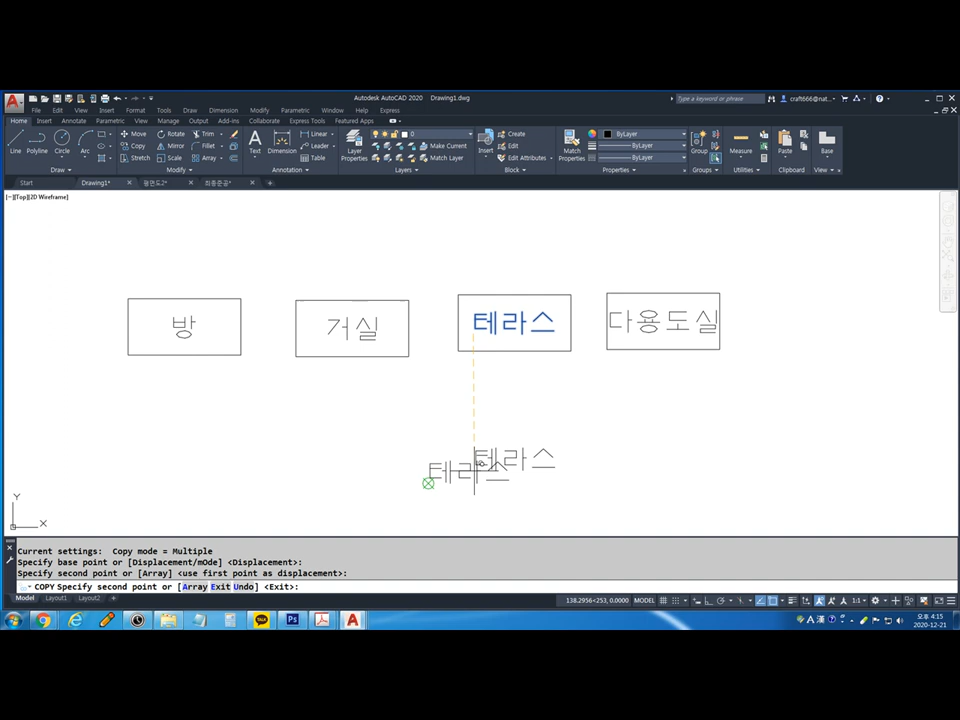 Autodesk AutoCAD 2020 Drawing1.dwg
Type a keyword or phrase
craft666@nat...
File Edit View Insert Format Tools Draw Dimension Modify Parametric Window Help Express
Home Insert Annotate Parametric View Manage Output Add-ins Collaborate Express Tools Featured Apps
Line Polyline Circle Arc
Move Rotate Trim
Copy Mirror Fillet
Stretch Scale Array
Text Dimension
Linear
Leader
Table
Layer Properties
0
Make Current
Match Layer
Insert
Create
Edit
Edit Attributes
Match Properties
ByLayer
ByLayer
ByLayer
Group
Measure
Paste
Base
Draw Modify Annotation Layers Block Properties Groups Utilities Clipboard View
Start Drawing1* 평면도2* 최종준공*
[−][Top][2D Wireframe]
방 거실 테라스 다용도실
테라스
테라스
Y
X
Current settings: Copy mode = Multiple
Specify base point or [Displacement/mOde] <Displacement>:
Specify second point or [Array] <use first point as displacement>:
COPY Specify second point or [Array Exit Undo] <Exit>:
Model Layout1 Layout2 +
138.2956<253, 0.0000 MODEL
1:1
TALK
Ps
A 漢
오후 4:15
2020-12-21